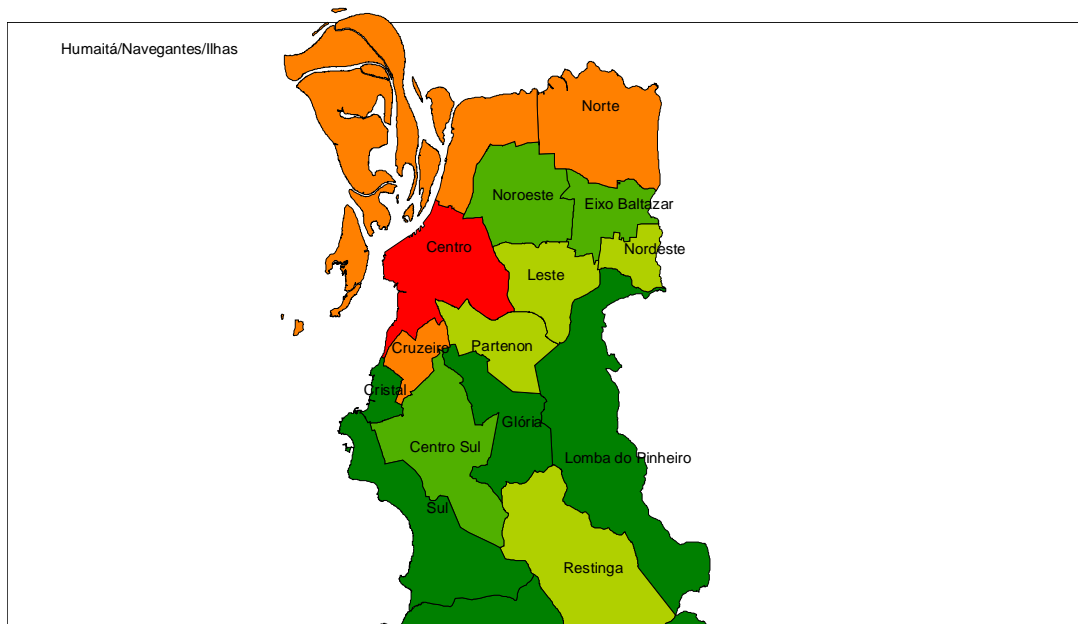 Humaitá/Navegantes/Ilhas
Norte
Noroeste
Eixo Baltazar
Centro
Nordeste
Leste
Cruzeiro
Partenon
Cristal
Glória
Centro Sul
Lomba do Pinheiro
Sul
Restinga